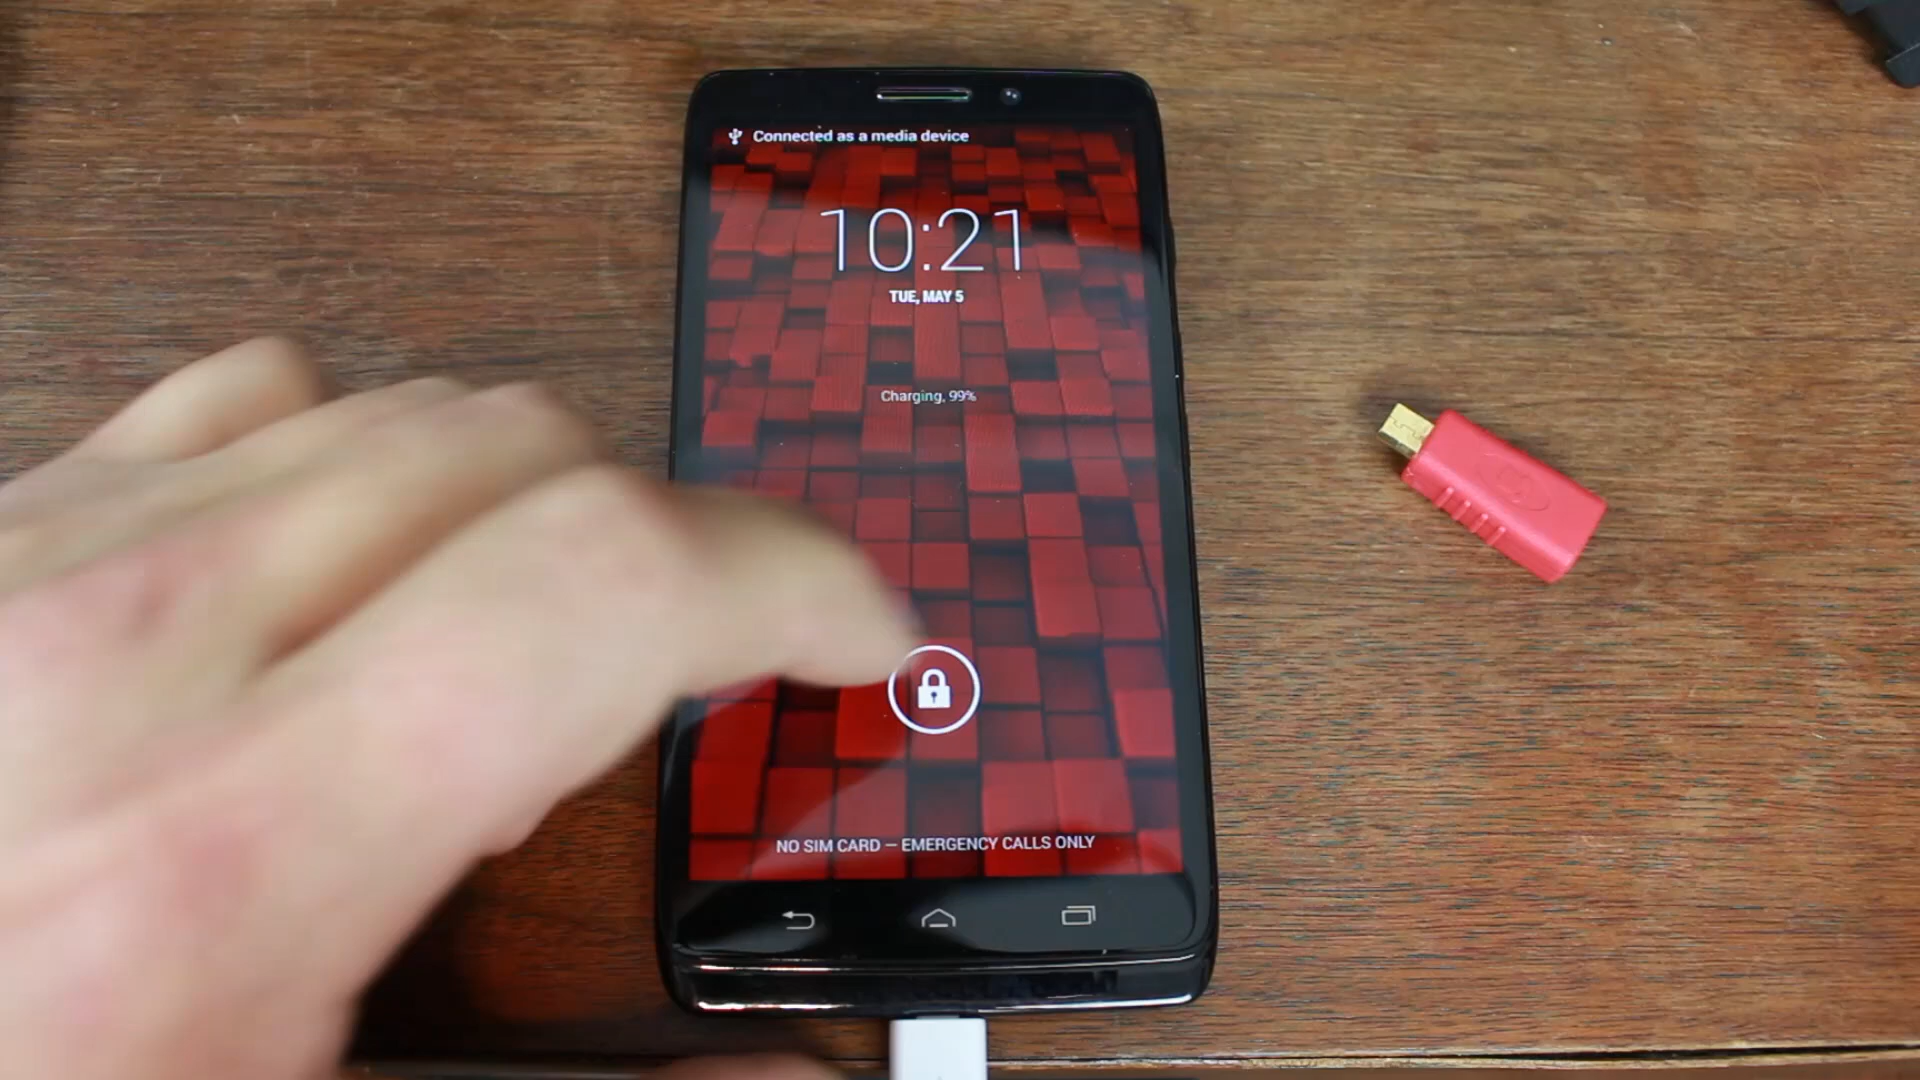 Connected as a media device
10:21
TUE, MAY 5
Charging, 99%
NO SIM CARD — EMERGENCY CALLS ONLY